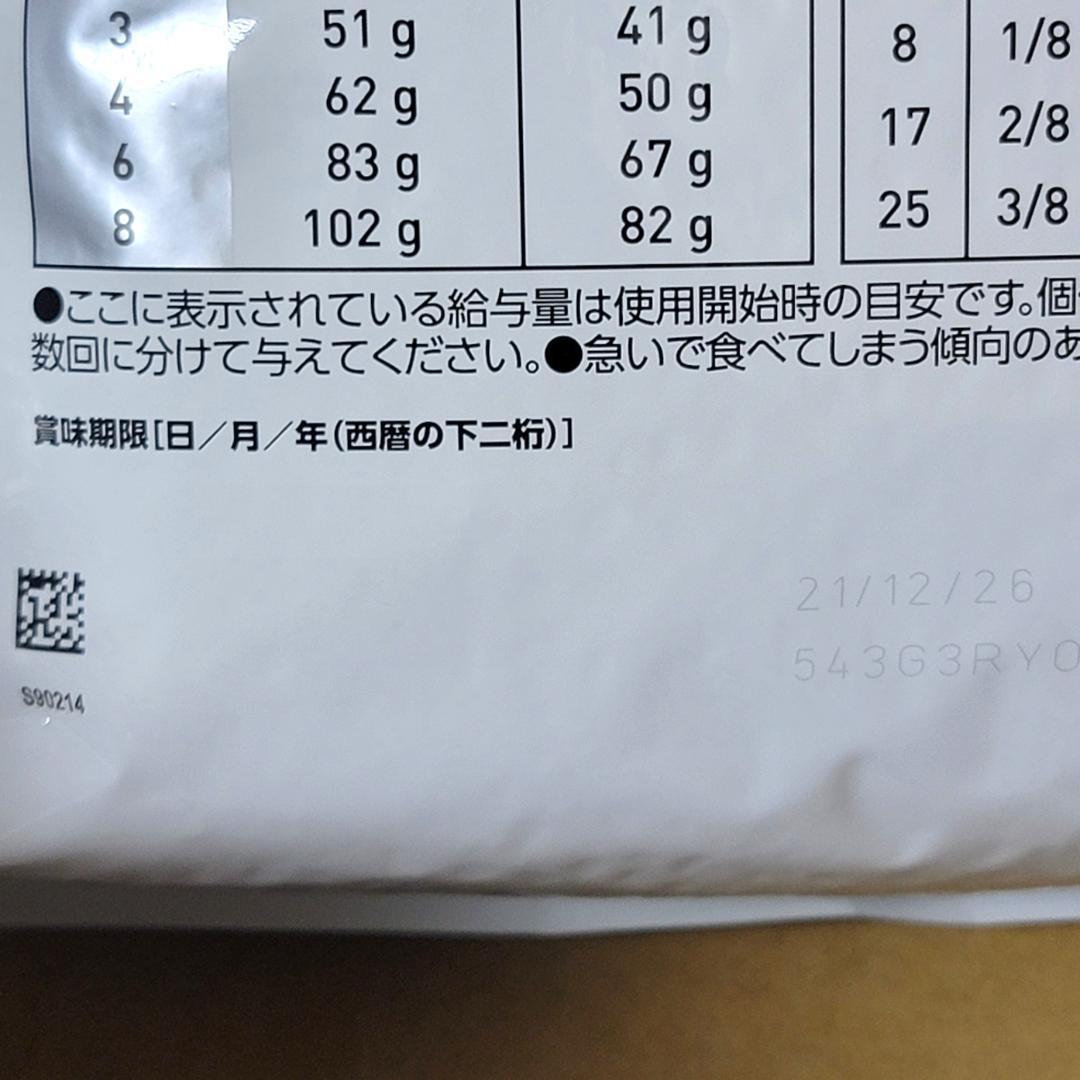 3 51 g 41 g 8 1/8
4 62 g 50 g 17 2/8
6 83 g 67 g 25 3/8
8 102 g 82 g
●ここに表示されている給与量は使用開始時の目安です。個
数回に分けて与えてください。●急いで食べてしまう傾向のあ
賞味期限[日/月/年(西暦の下二桁)]
21/12/26
543G3RYO
S90214